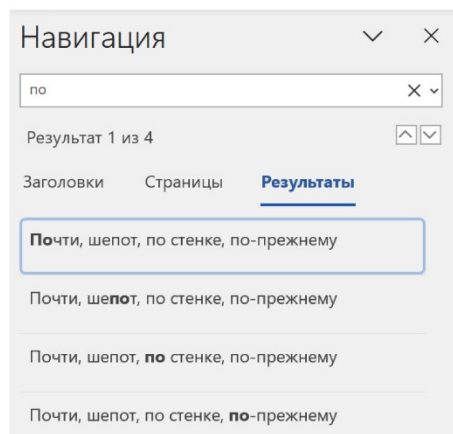 Навигация
по
Результат 1 из 4
Заголовки Страницы Результаты
Почти, шепот, по стенке, по-прежнему
Почти, шепот, по стенке, по-прежнему
Почти, шепот, по стенке, по-прежнему
Почти, шепот, по стенке, по-прежнему